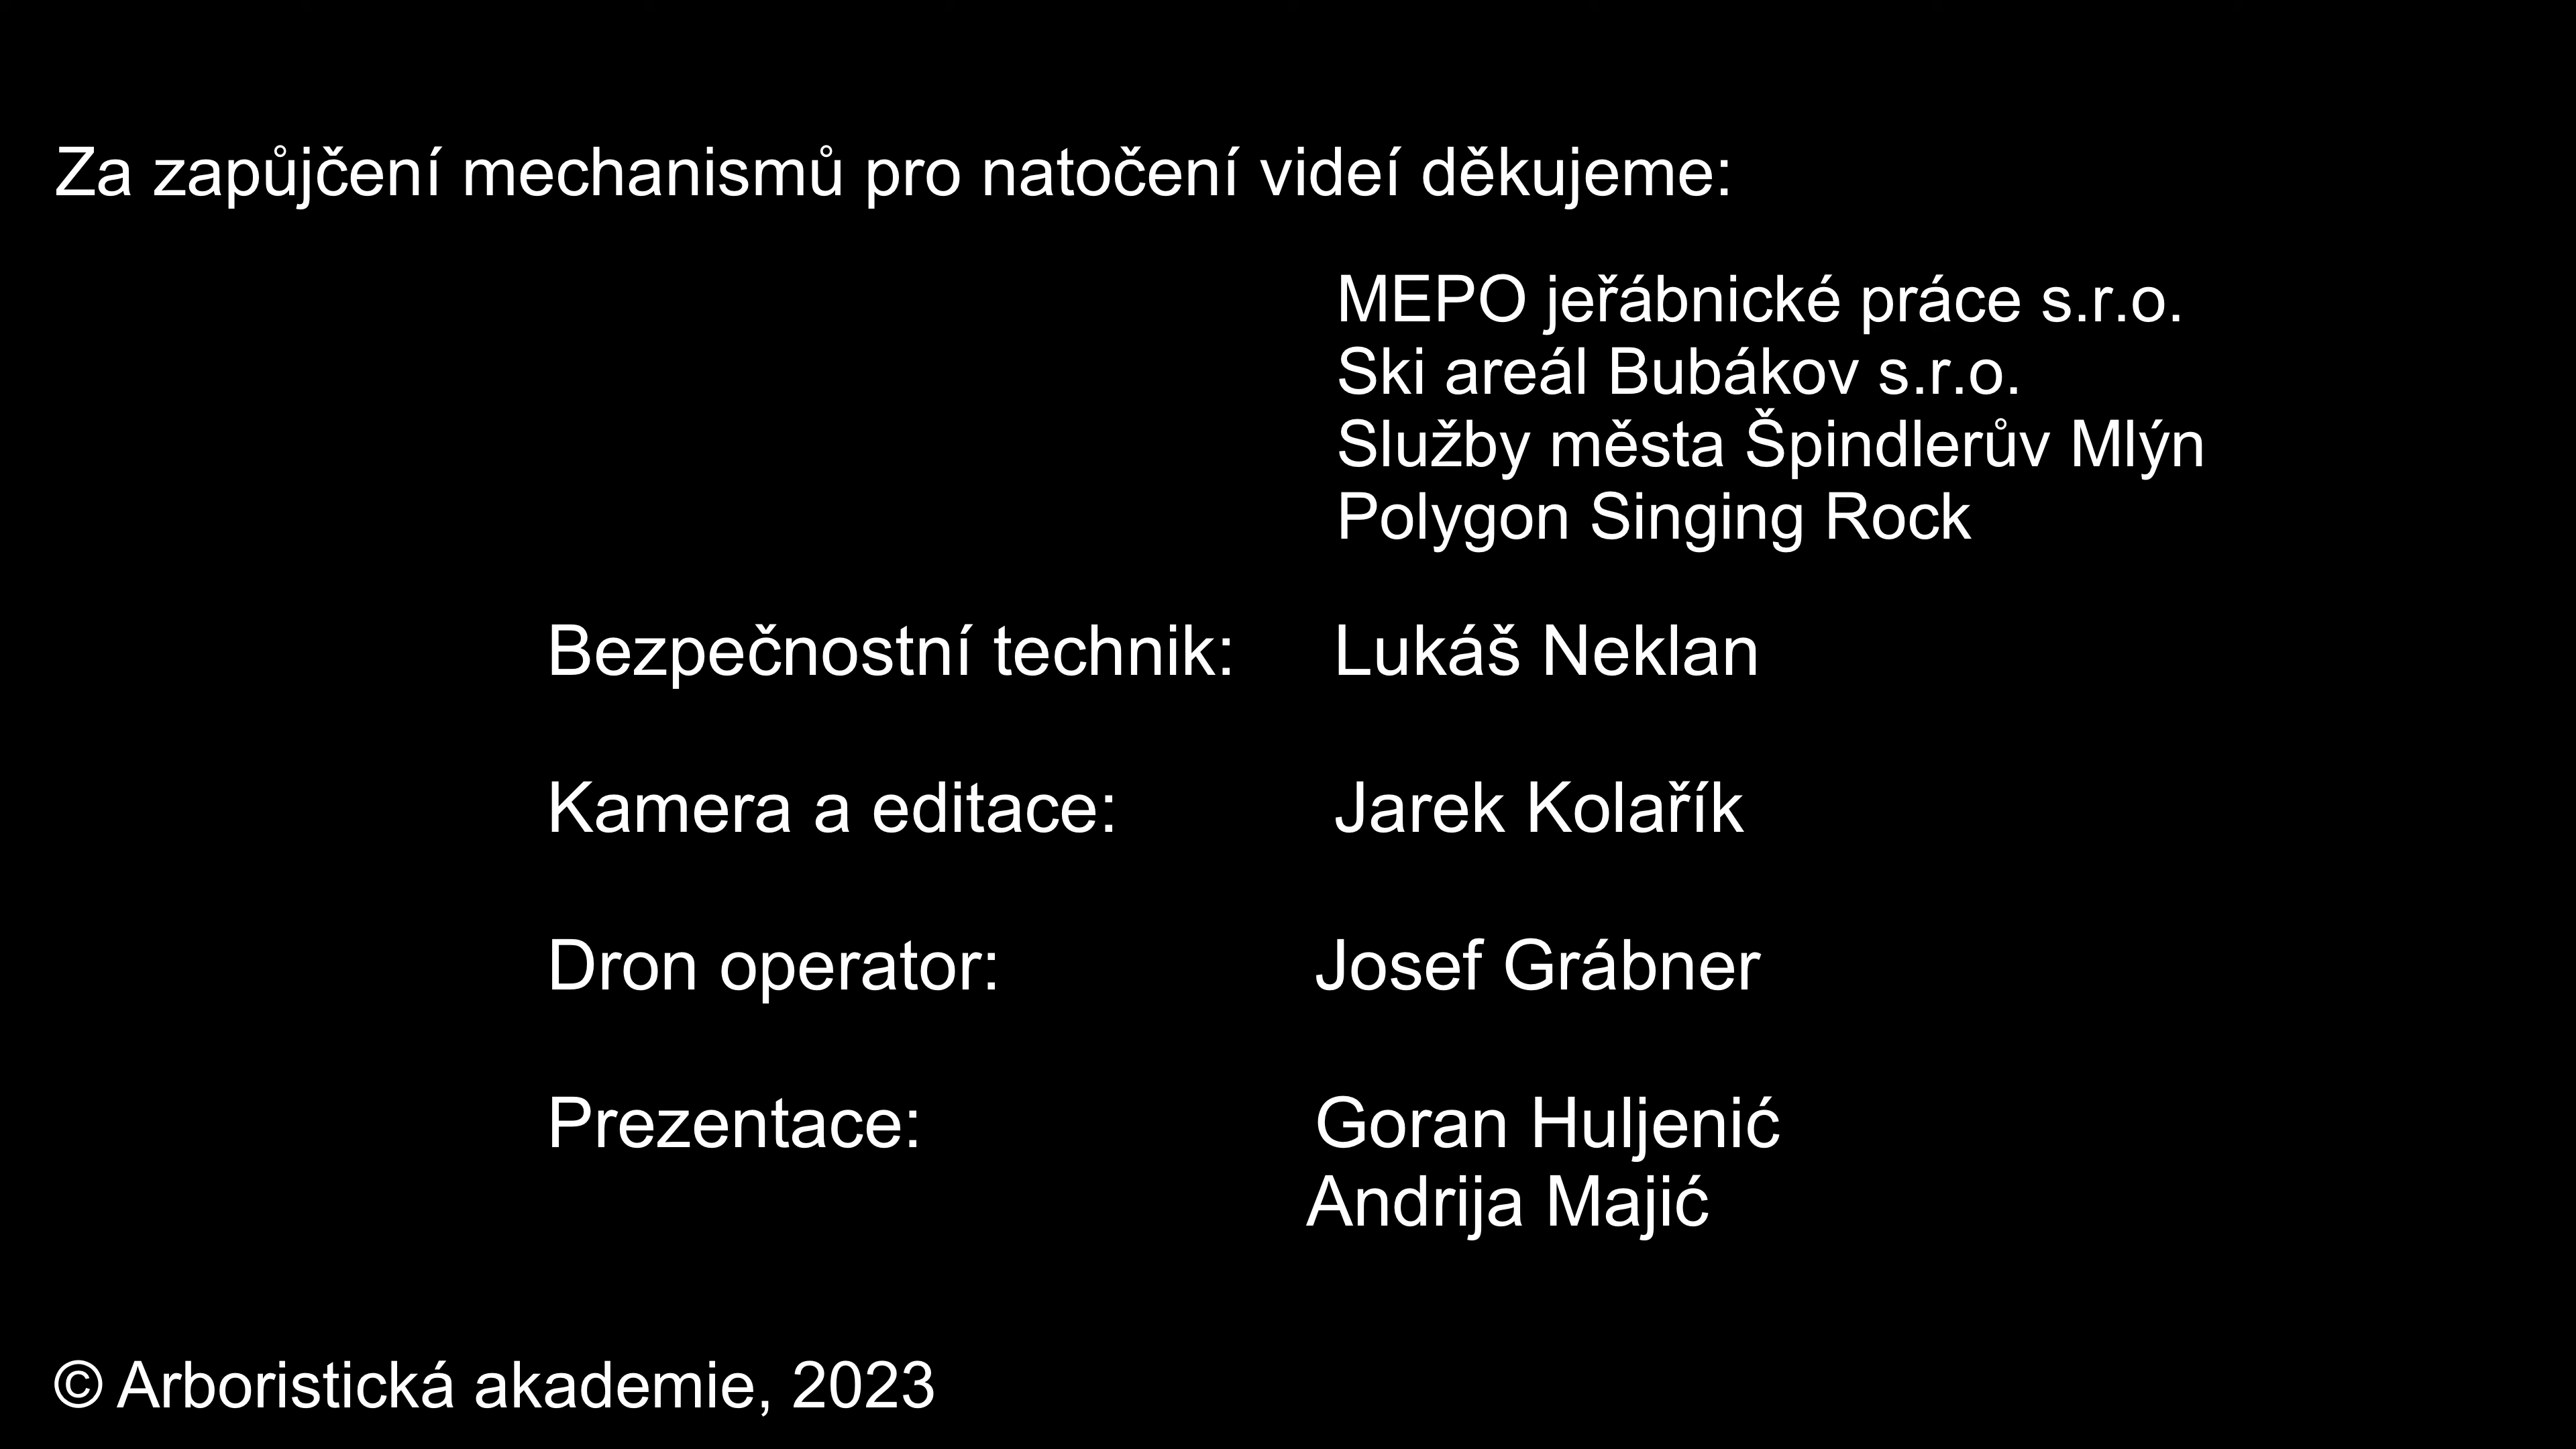 Za zapůjčení mechanismů pro natočení videí děkujeme:
MEPO jeřábnické práce s.r.o.
Ski areál Bubákov s.r.o.
Služby města Špindlerův Mlýn
Polygon Singing Rock
Bezpečnostní technik: Lukáš Neklan
Kamera a editace: Jarek Kolařík
Dron operator: Josef Grábner
Prezentace: Goran Huljenić
Andrija Majić
© Arboristická akademie, 2023